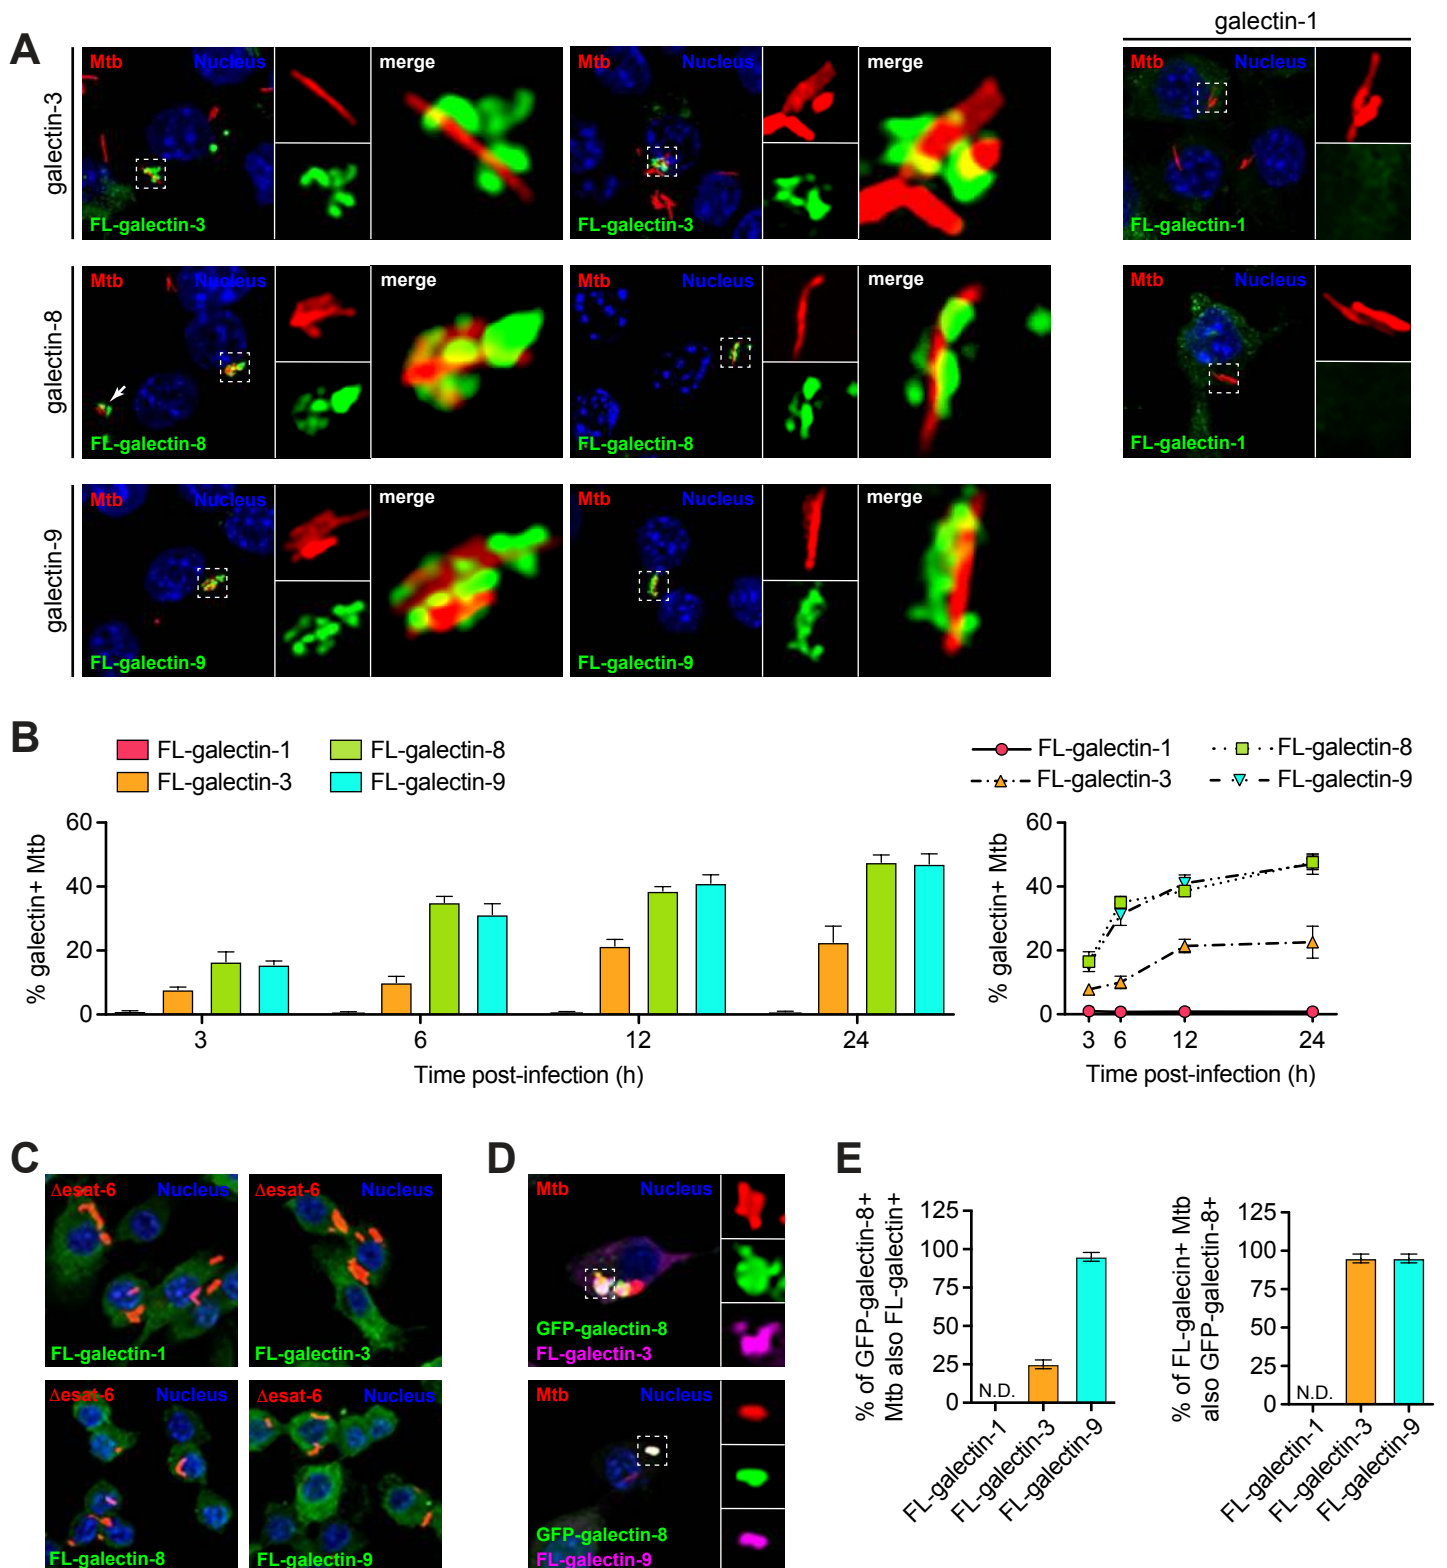 A
galectin-1
galectin-3
Mtb Nucleus merge
FL-galectin-3
Mtb Nucleus merge
FL-galectin-3
Mtb Nucleus
FL-galectin-1
galectin-8
Mtb Nucleus merge
FL-galectin-8
Mtb Nucleus merge
FL-galectin-8
Mtb Nucleus
FL-galectin-1
galectin-9
Mtb Nucleus merge
FL-galectin-9
Mtb Nucleus merge
FL-galectin-9
B
FL-galectin-1 FL-galectin-8
FL-galectin-3 FL-galectin-9
% galectin+ Mtb
60
40
20
0
3 6 12 24
Time post-infection (h)
FL-galectin-1 FL-galectin-8
FL-galectin-3 FL-galectin-9
% galectin+ Mtb
60
40
20
0
3 6 12 24
Time post-infection (h)
C
Δesat-6 Nucleus
FL-galectin-1
Δesat-6 Nucleus
FL-galectin-3
Δesat-6 Nucleus
FL-galectin-8
Δesat-6 Nucleus
FL-galectin-9
D
Mtb Nucleus
GFP-galectin-8
FL-galectin-3
Mtb Nucleus
GFP-galectin-8
FL-galectin-9
E
% of GFP-galectin-8+
Mtb also FL-galectin+
125
100
75
50
25
0
N.D.
FL-galectin-1
FL-galectin-3
FL-galectin-9
% of FL-galecin+ Mtb
also GFP-galectin-8+
125
100
75
50
25
0
N.D.
FL-galectin-1
FL-galectin-3
FL-galectin-9